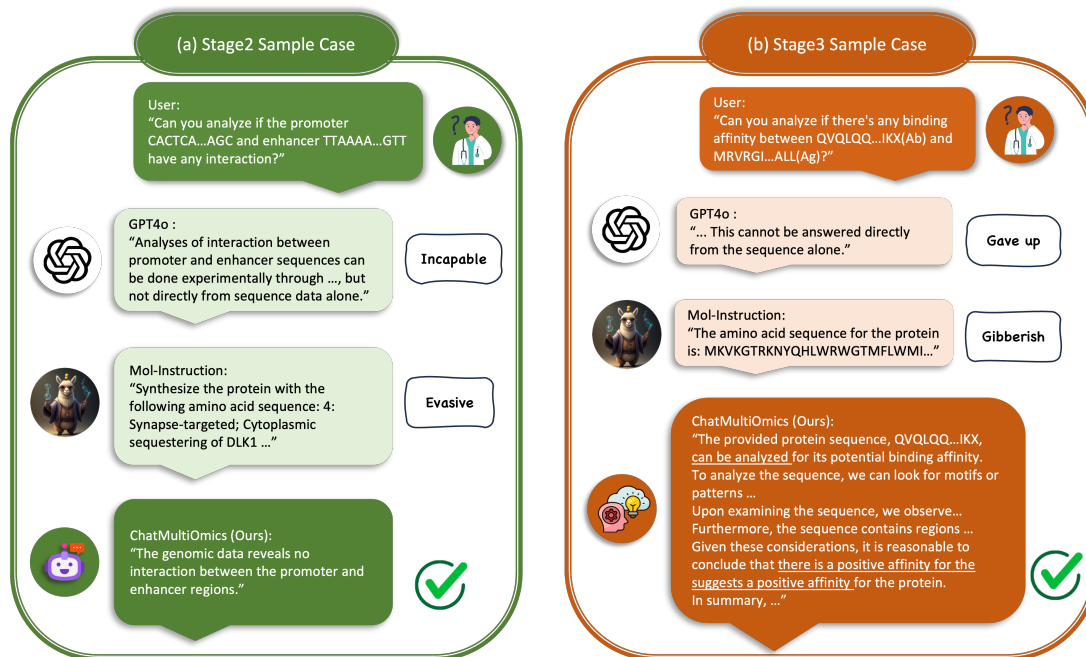 (a) Stage2 Sample Case
User:
“Can you analyze if the promoter
CACTCA...AGC and enhancer TTAAAA...GTT
have any interaction?”
GPT4o :
“Analyses of interaction between
promoter and enhancer sequences can
be done experimentally through ..., but
not directly from sequence data alone.”
Incapable
Mol-Instruction:
“Synthesize the protein with the
following amino acid sequence: 4:
Synapse-targeted; Cytoplasmic
sequestering of DLK1 ...”
Evasive
ChatMultiOmics (Ours):
“The genomic data reveals no
interaction between the promoter and
enhancer regions.”
(b) Stage3 Sample Case
User:
“Can you analyze if there's any binding
affinity between QVQLQQ...IKX(Ab) and
MRVRGI...ALL(Ag)?”
GPT4o :
“... This cannot be answered directly
from the sequence alone.”
Gave up
Mol-Instruction:
“The amino acid sequence for the protein
is: MKVKGTRKNYQHLWRWGTMFLWMI...”
Gibberish
ChatMultiOmics (Ours):
“The provided protein sequence, QVQLQQ...IKX,
can be analyzed for its potential binding affinity.
To analyze the sequence, we can look for motifs or
patterns ...
Upon examining the sequence, we observe...
Furthermore, the sequence contains regions ...
Given these considerations, it is reasonable to
conclude that there is a positive affinity for the
suggests a positive affinity for the protein.
In summary, ...”